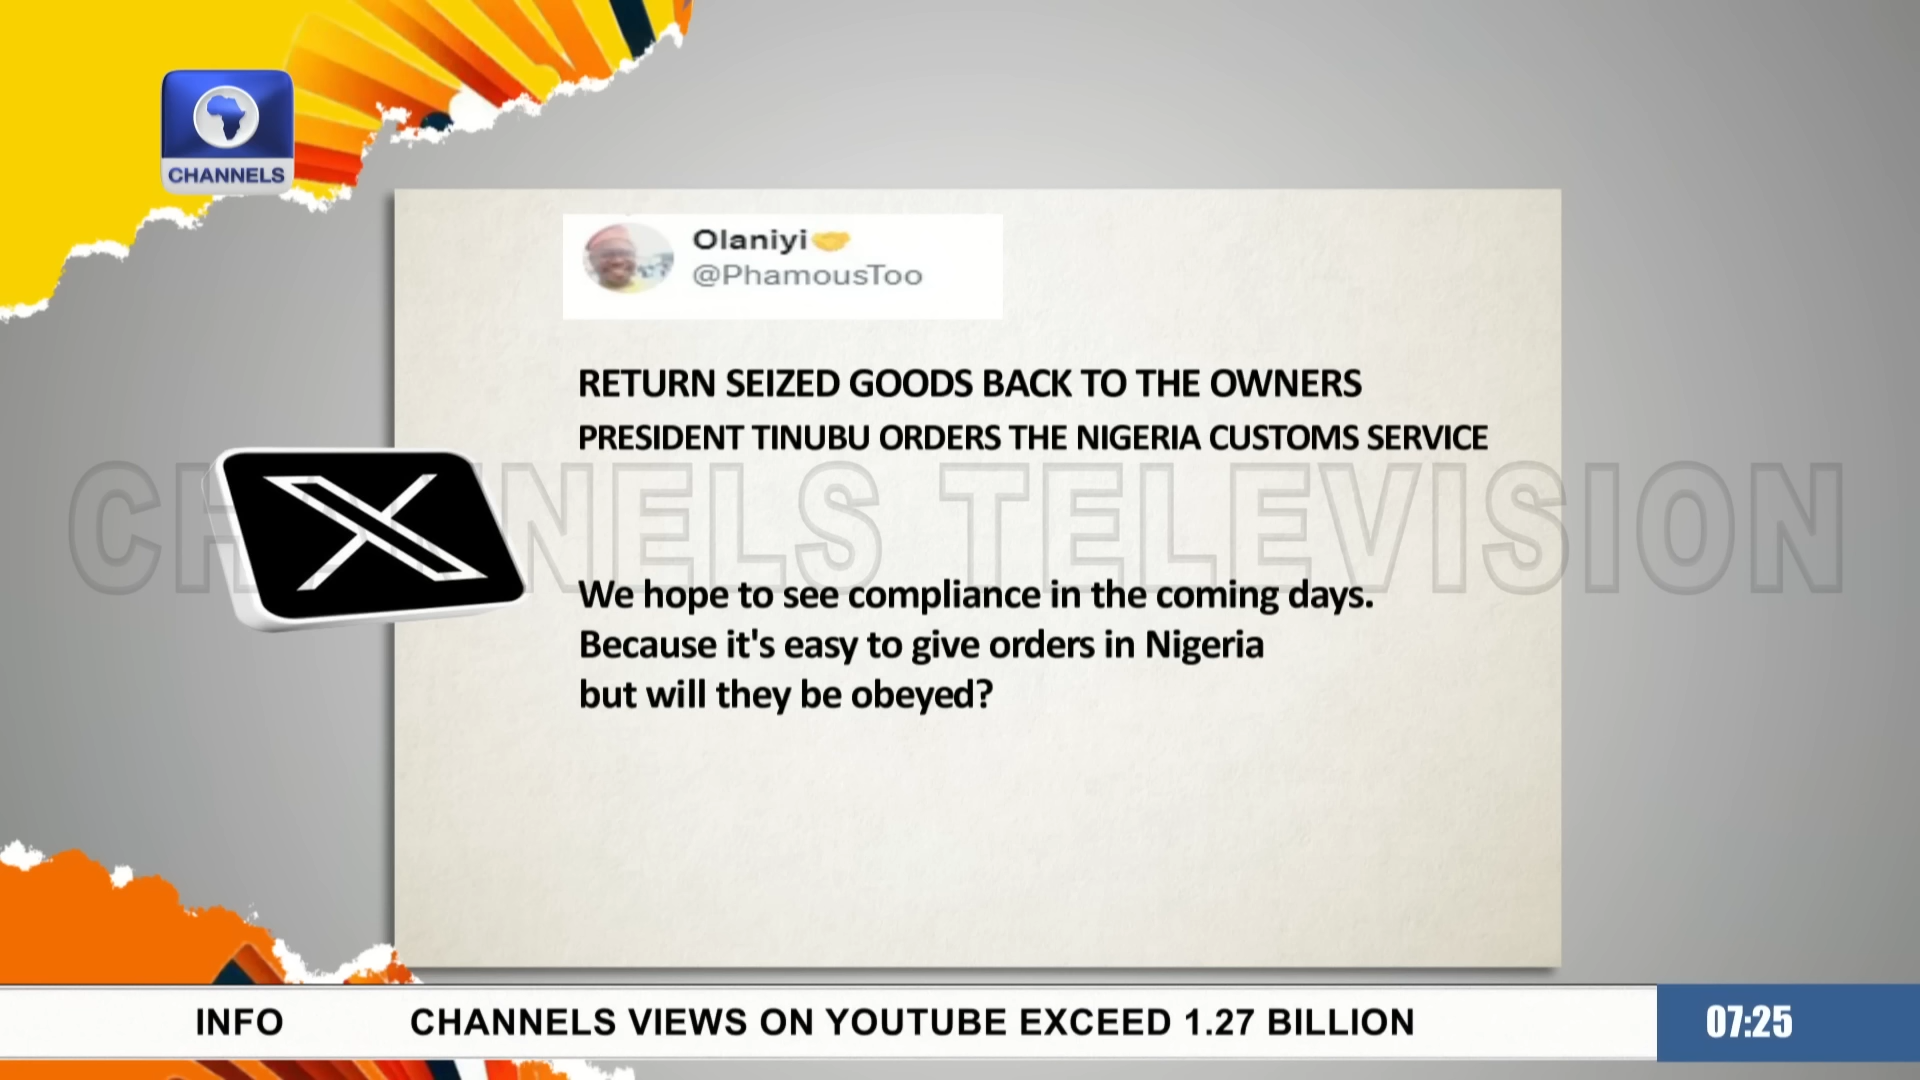 CHANNELS
Olaniyi🤝
@PhamousToo
RETURN SEIZED GOODS BACK TO THE OWNERS
PRESIDENT TINUBU ORDERS THE NIGERIA CUSTOMS SERVICE
CHANNELS TELEVISION
We hope to see compliance in the coming days.
Because it's easy to give orders in Nigeria
but will they be obeyed?
INFO CHANNELS VIEWS ON YOUTUBE EXCEED 1.27 BILLION 07:25